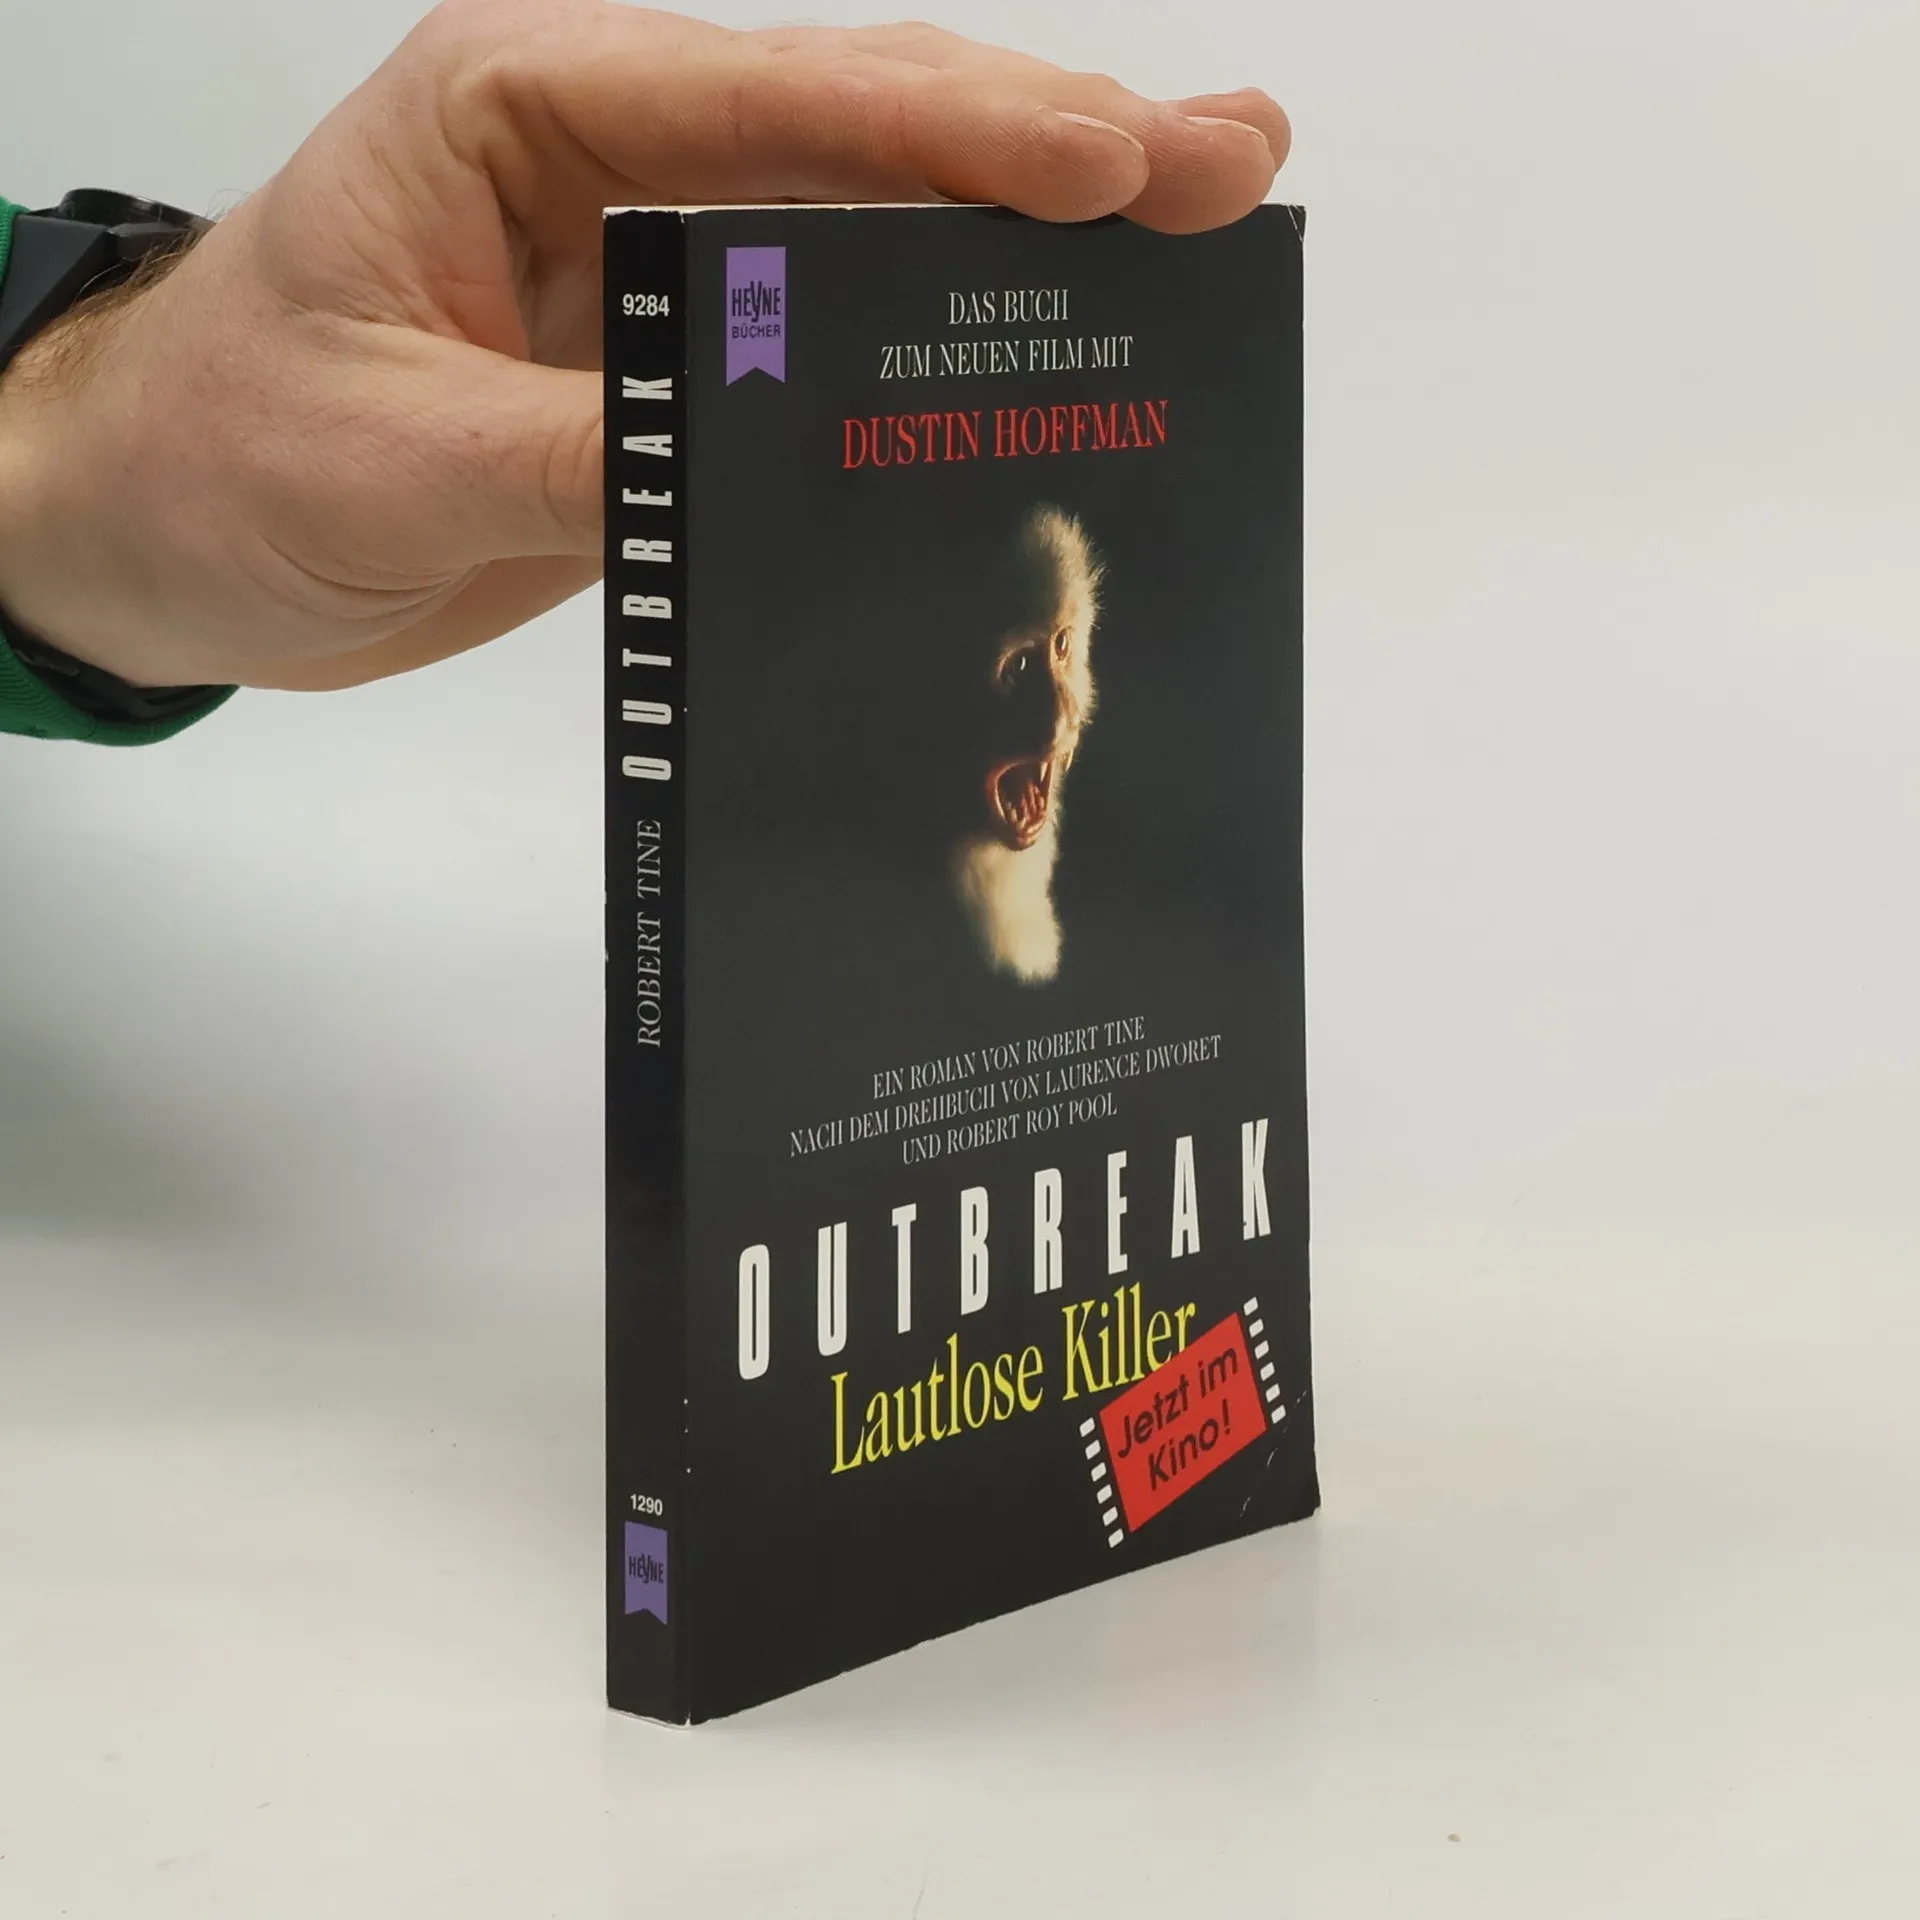 9284
OUTBREAK
ROBERT TINE
1290
HEYNE
HEYNE
BÜCHER
DAS BUCH
ZUM NEUEN FILM MIT
DUSTIN HOFFMAN
EIN ROMAN VON ROBERT TINE
NACH DEM DREHBUCH VON LAURENCE DWORET
UND ROBERT ROY POOL
OUTBREAK
Lautlose Killer
Jetzt im
Kino!